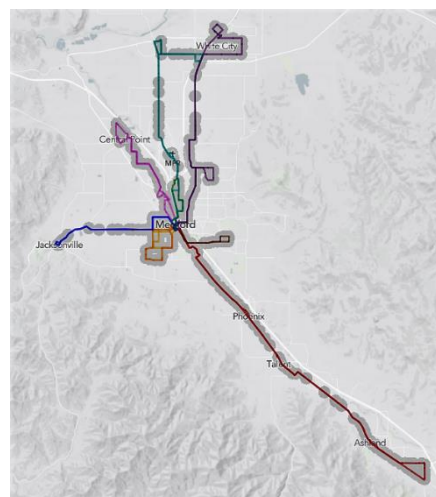 White City
Central Point
Medford
Jacksonville
Phoenix
Talent
Ashland